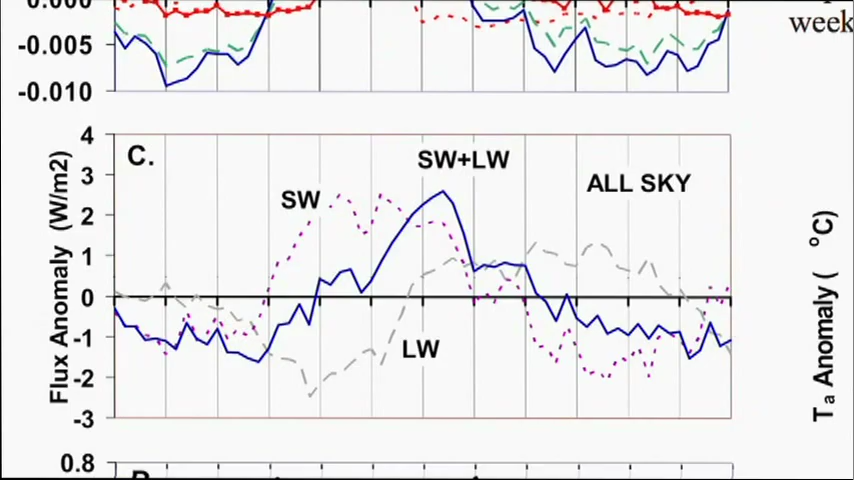 0.000
-0.005
-0.010
week
4
3
2
1
0
-1
-2
-3
Flux Anomaly (W/m2)
C.
SW
SW+LW
ALL SKY
LW
Ta Anomaly ( °C)
0.8